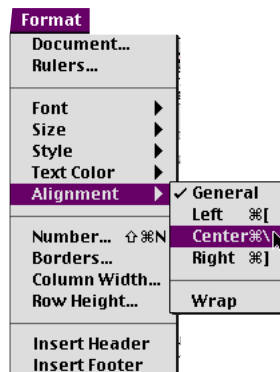 Format
Document...
Rulers...
Font
Size
Style
Text Color
Alignment
✓ General
Left ⌘[
Center⌘\
Right ⌘]
Wrap
Number... ⇧⌘N
Borders...
Column Width...
Row Height...
Insert Header
Insert Footer